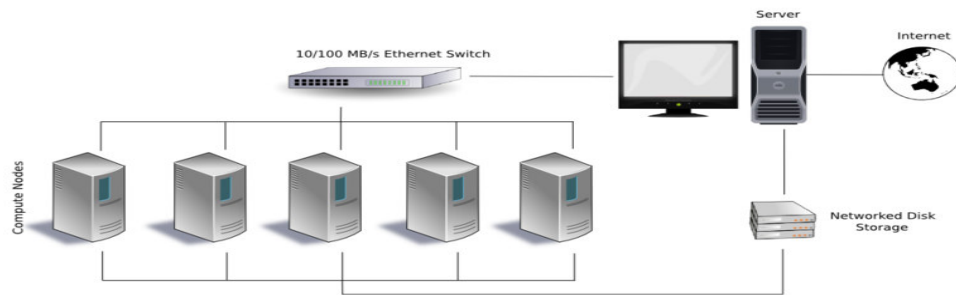 Server
Internet
10/100 MB/s Ethernet Switch
Compute Nodes
Networked Disk
Storage